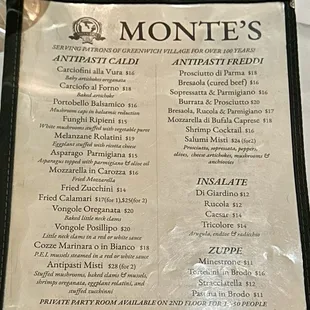 MONTE'S
SERVING PATRONS OF GREENWICH VILLAGE FOR OVER 100 YEARS!
ANTIPASTI CALDI
Carciofini alla Vura $16
Baby artichokes oreganata
Carciofo al Forno $18
Baked artichoke
Portobello Balsamico $16
Mushroom caps in balsamic reduction
Funghi Ripieni $15
White mushrooms stuffed with vegetable puree
Melanzane Rolatini $19
Eggplant stuffed with ricotta cheese
Asparago Parmigiana $15
Asparagus topped with parmigiana & olive oil
Mozzarella in Carozza $16
Fried Mozzarella
Fried Zucchini $14
Fried Calamari $17(for 1),$25(for 2)
Vongole Oreganata $20
Baked little neck clams
Vongole Posillipo $20
Little neck clams in a red or white sauce
Cozze Marinara o in Bianco $18
P.E.I. mussels steamed in a red or white sauce
Antipasti Misti $28 (for 2)
Stuffed mushrooms, baked clams & mussels,
shrimps oreganata, eggplant rolatini, and
stuffed zucchini
ANTIPASTI FREDDI
Prosciutto di Parma $18
Bresaola (cured beef) $16
Sopressatta & Parmigiano $16
Burrata & Prosciutto $20
Bresaola, Rucola & Parmigiano $17
Mozzarella di Bufala Caprese $18
Shrimp Cocktail $16
Salumi Misti $24 (for2)
Prosciutto, sopressata, peppers,
olives, cheese artichokes, mushrooms &
anchovies
INSALATE
Di Giardino $12
Rucola $12
Caesar $14
Tricolore $14
Arugula, endive & radicchio
ZUPPE
Minestrone $11
Tortellini in Brodo $16
Stracciatella $12
Pastina in Brodo $11
PRIVATE PARTY ROOM AVAILABLE ON 2ND FLOOR FOR PEOPLE